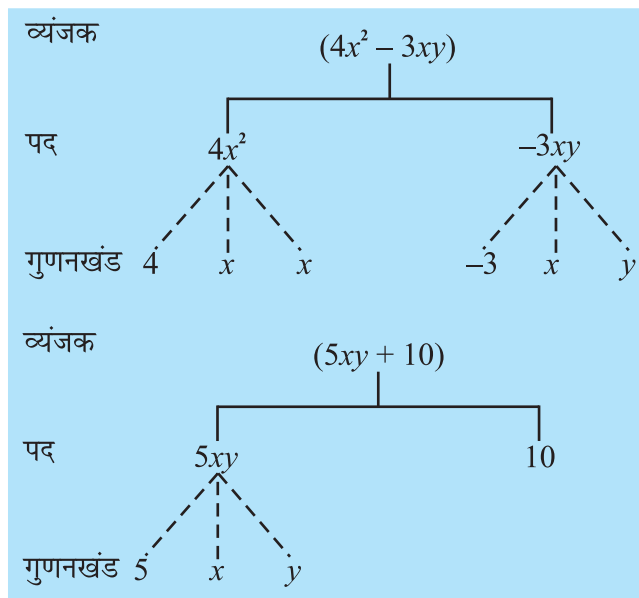 व्यंजक
(4x² – 3xy)
पद
4x² –3xy
गुणनखंड 4 x x –3 x y
व्यंजक
(5xy + 10)
पद
5xy 10
गुणनखंड 5 x y